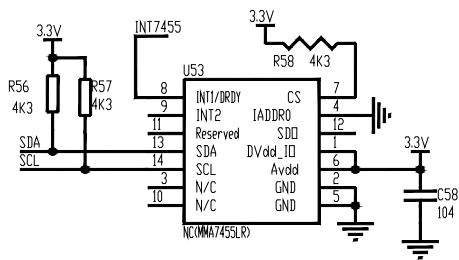 3.3V
INT7455
3.3V
R58 4K3
U53
R56
4K3
R57
4K3
8 INT1/DRDY CS 7
9 INT2 IADDR0 4
11 Reserved SDO 12
SDA 13 SDA DVdd_IO 1
SCL 14 SCL Avdd 6
3.3V
3 N/C GND 2
10 N/C GND 5
C58
104
NC(MMA7455LR)